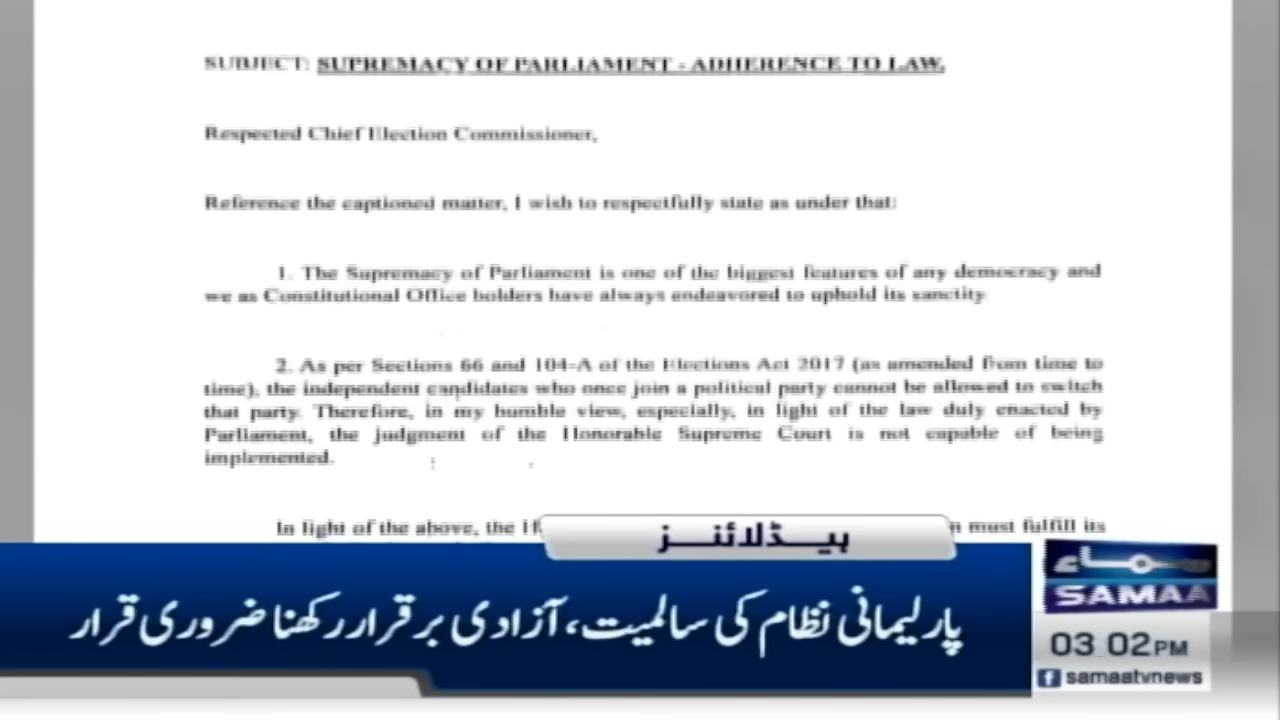 SUBJECT: SUPREMACY OF PARLIAMENT - ADHERENCE TO LAW.
Respected Chief Election Commissioner,
Reference the captioned matter, I wish to respectfully state as under that:
1. The Supremacy of Parliament is one of the biggest features of any democracy and
we as Constitutional Office holders have always endeavored to uphold its sanctity
2. As per Sections 66 and 104-A of the Elections Act 2017 (as amended from time to
time), the independent candidates who once join a political party cannot be allowed to switch
that party. Therefore, in my humble view, especially, in light of the law duly enacted by
Parliament, the judgment of the Honorable Supreme Court is not capable of being
implemented.
In light of the above, the must fulfill its
ہیڈلائنز
پارلیمانی نظام کی سالمیت، آزادی برقرار رکھنا ضروری قرار
سماء
SAMAA
03 02 PM
samaatvnews